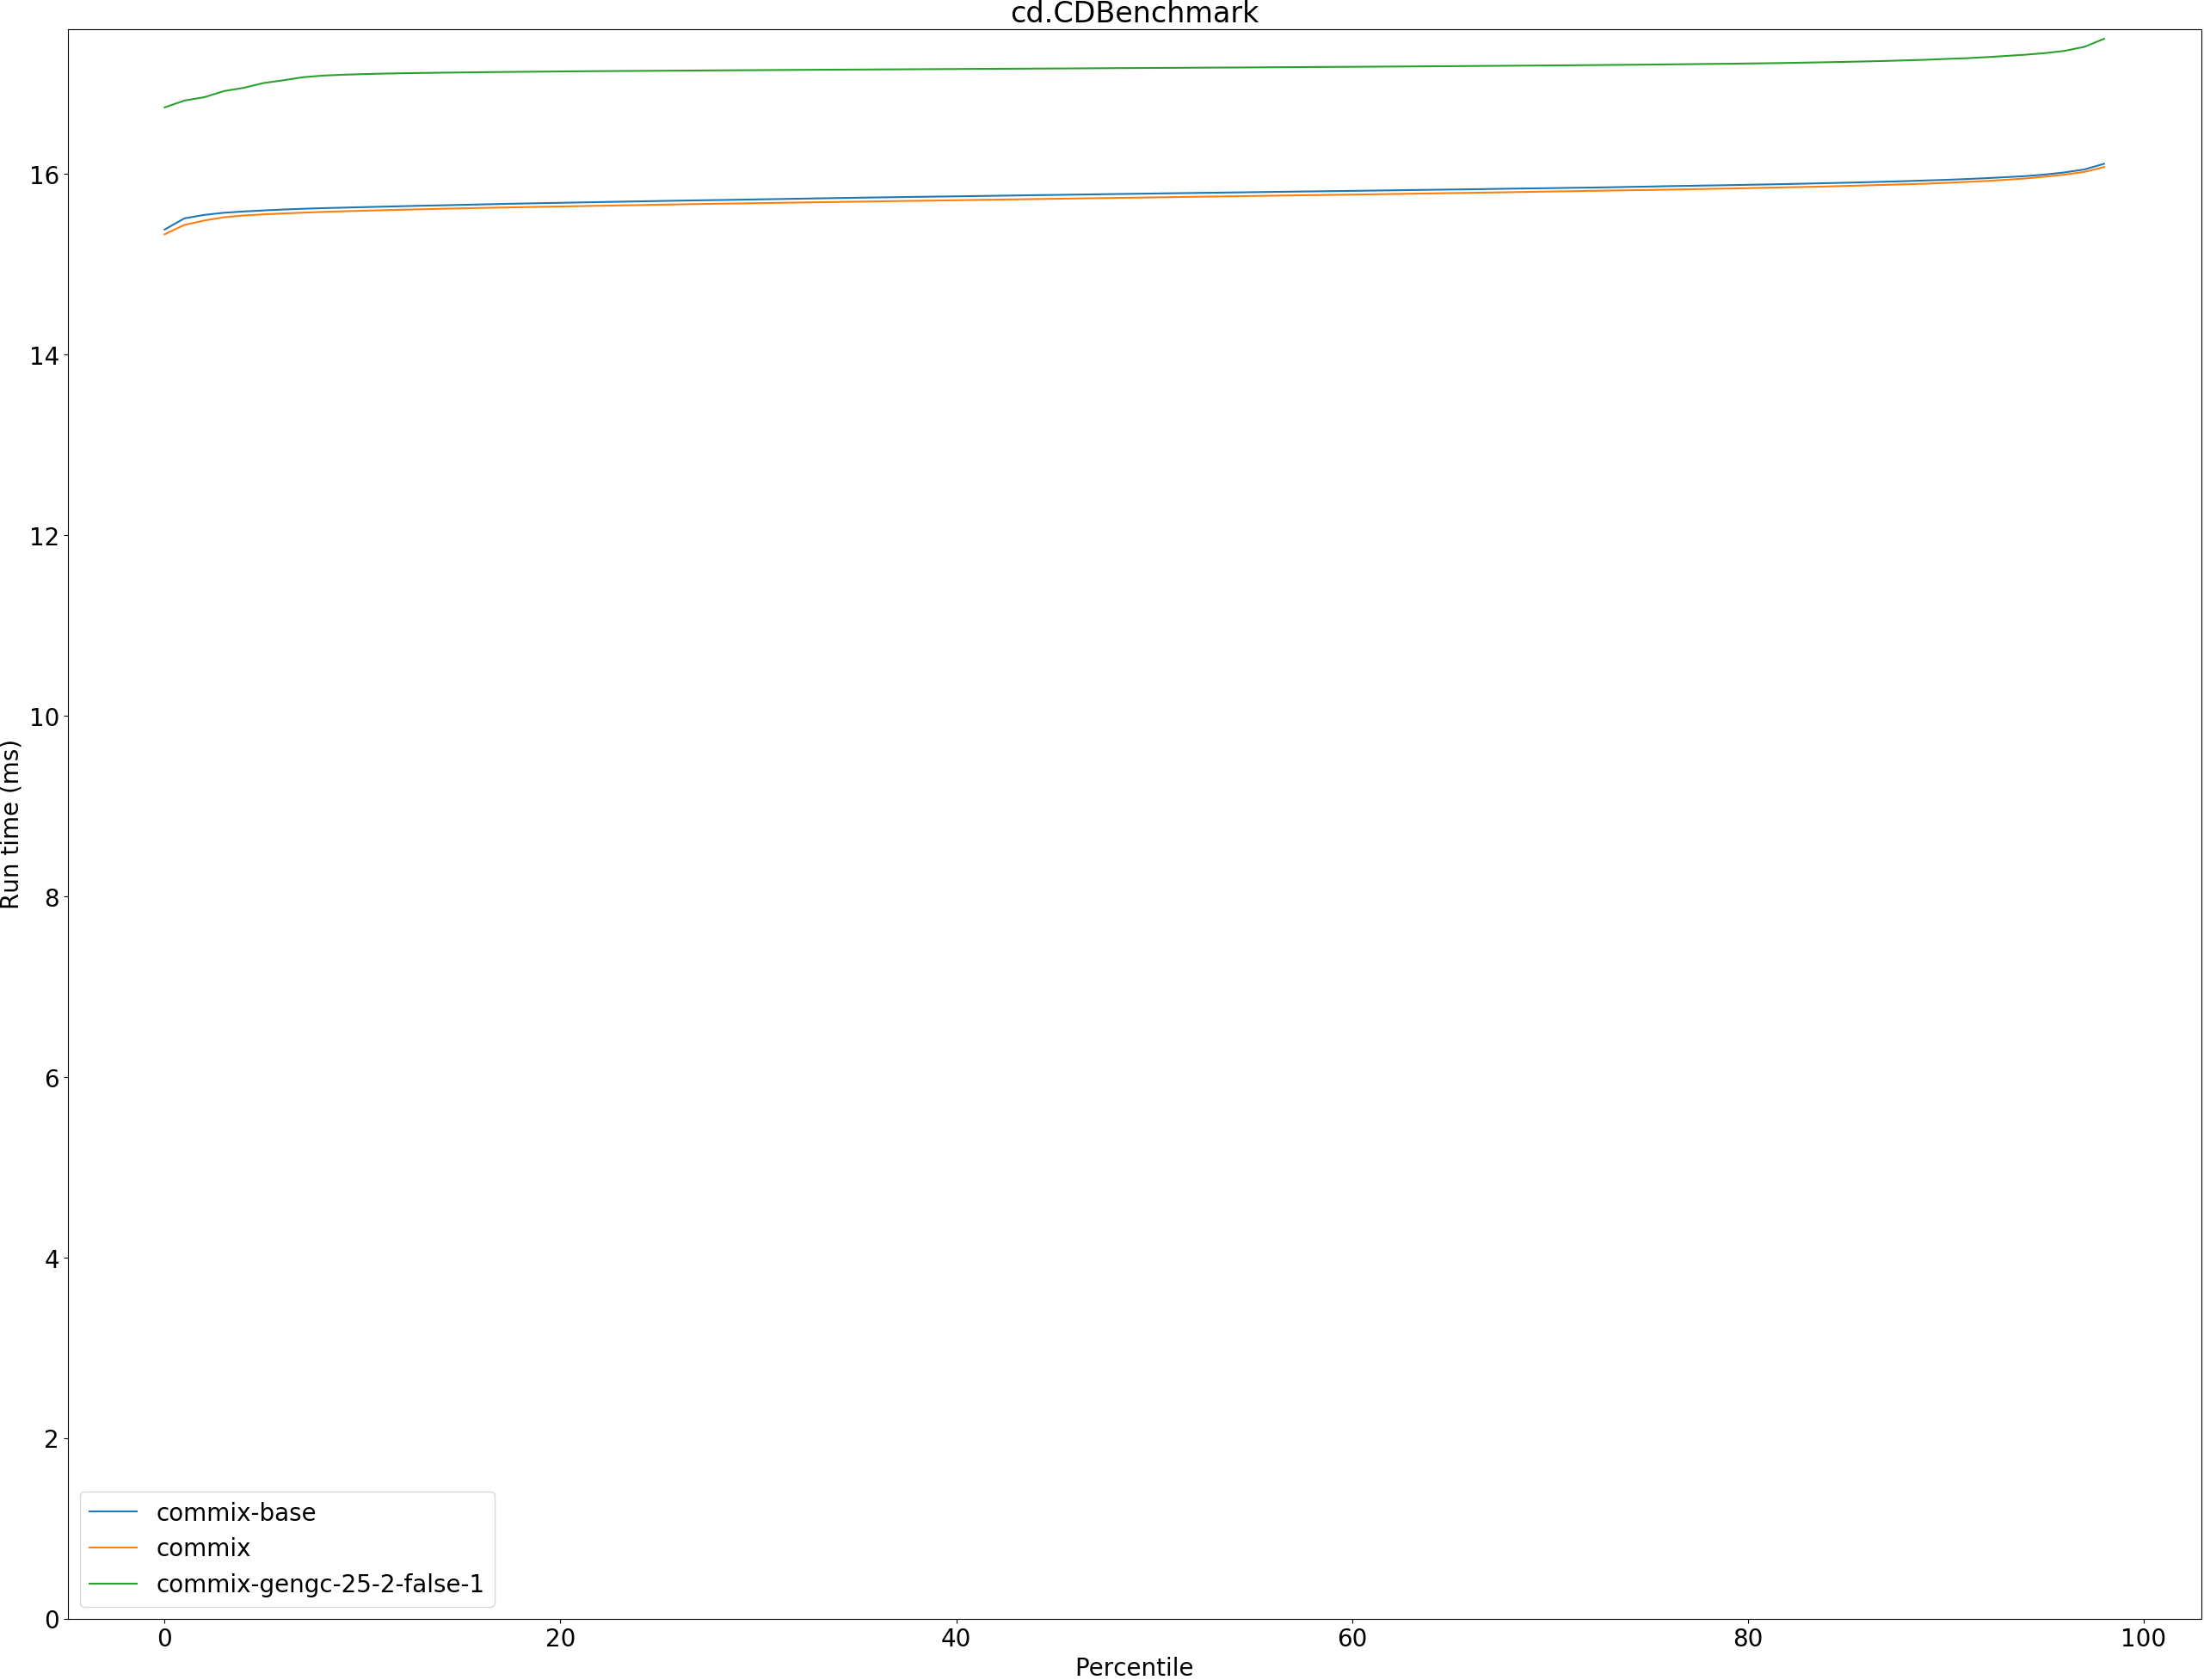 cd.CDBenchmark
Run time (ms)
16
14
12
10
8
6
4
2
0
commix-base
commix
commix-gengc-25-2-false-1
0 20 40 60 80 100
Percentile